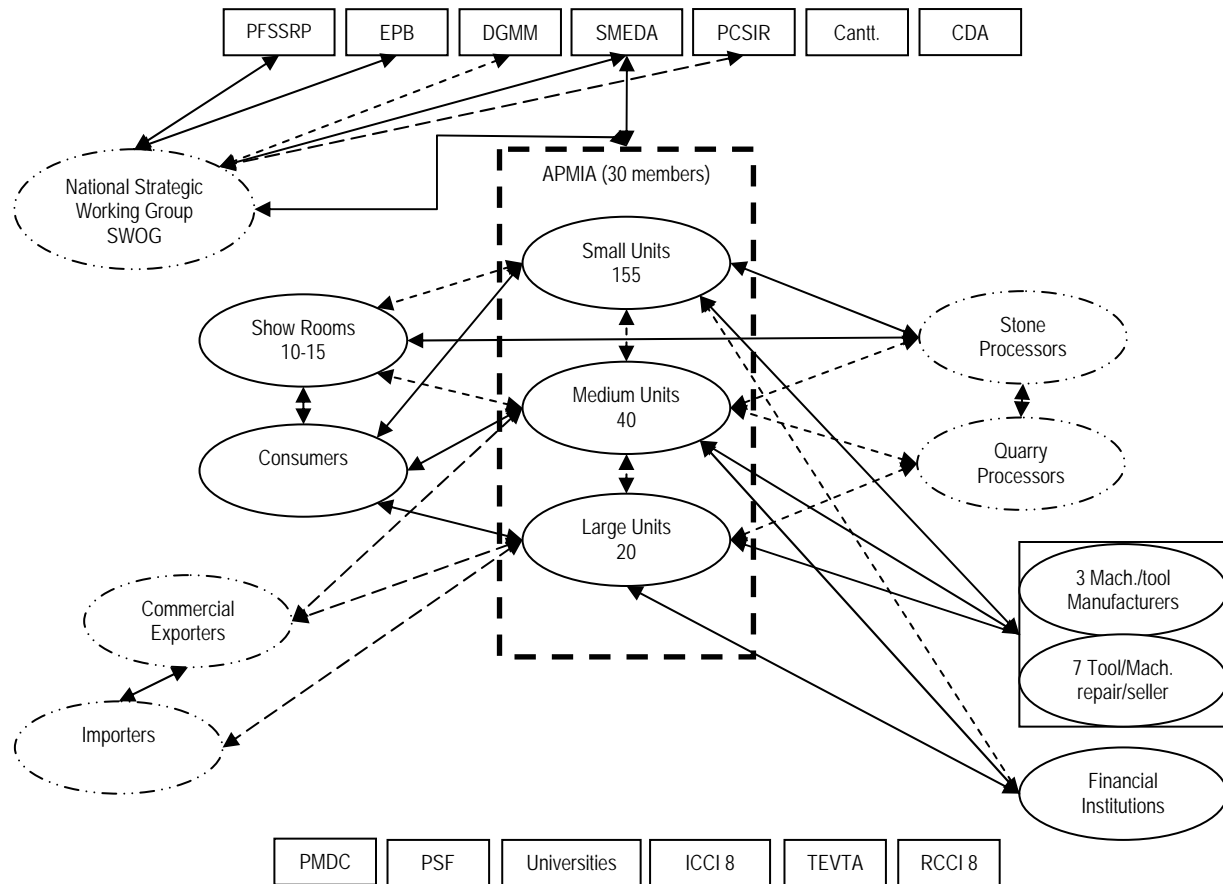 PFSSRP
EPB
DGMM
SMEDA
PCSIR
Cantt.
CDA
National Strategic
Working Group
SWOG
APMIA (30 members)
Small Units
155
Show Rooms
10-15
Stone
Processors
Medium Units
40
Consumers
Quarry
Processors
Large Units
20
Commercial
Exporters
3 Mach./tool
Manufacturers
7 Tool/Mach.
repair/seller
Importers
Financial
Institutions
PMDC
PSF
Universities
ICCI 8
TEVTA
RCCI 8